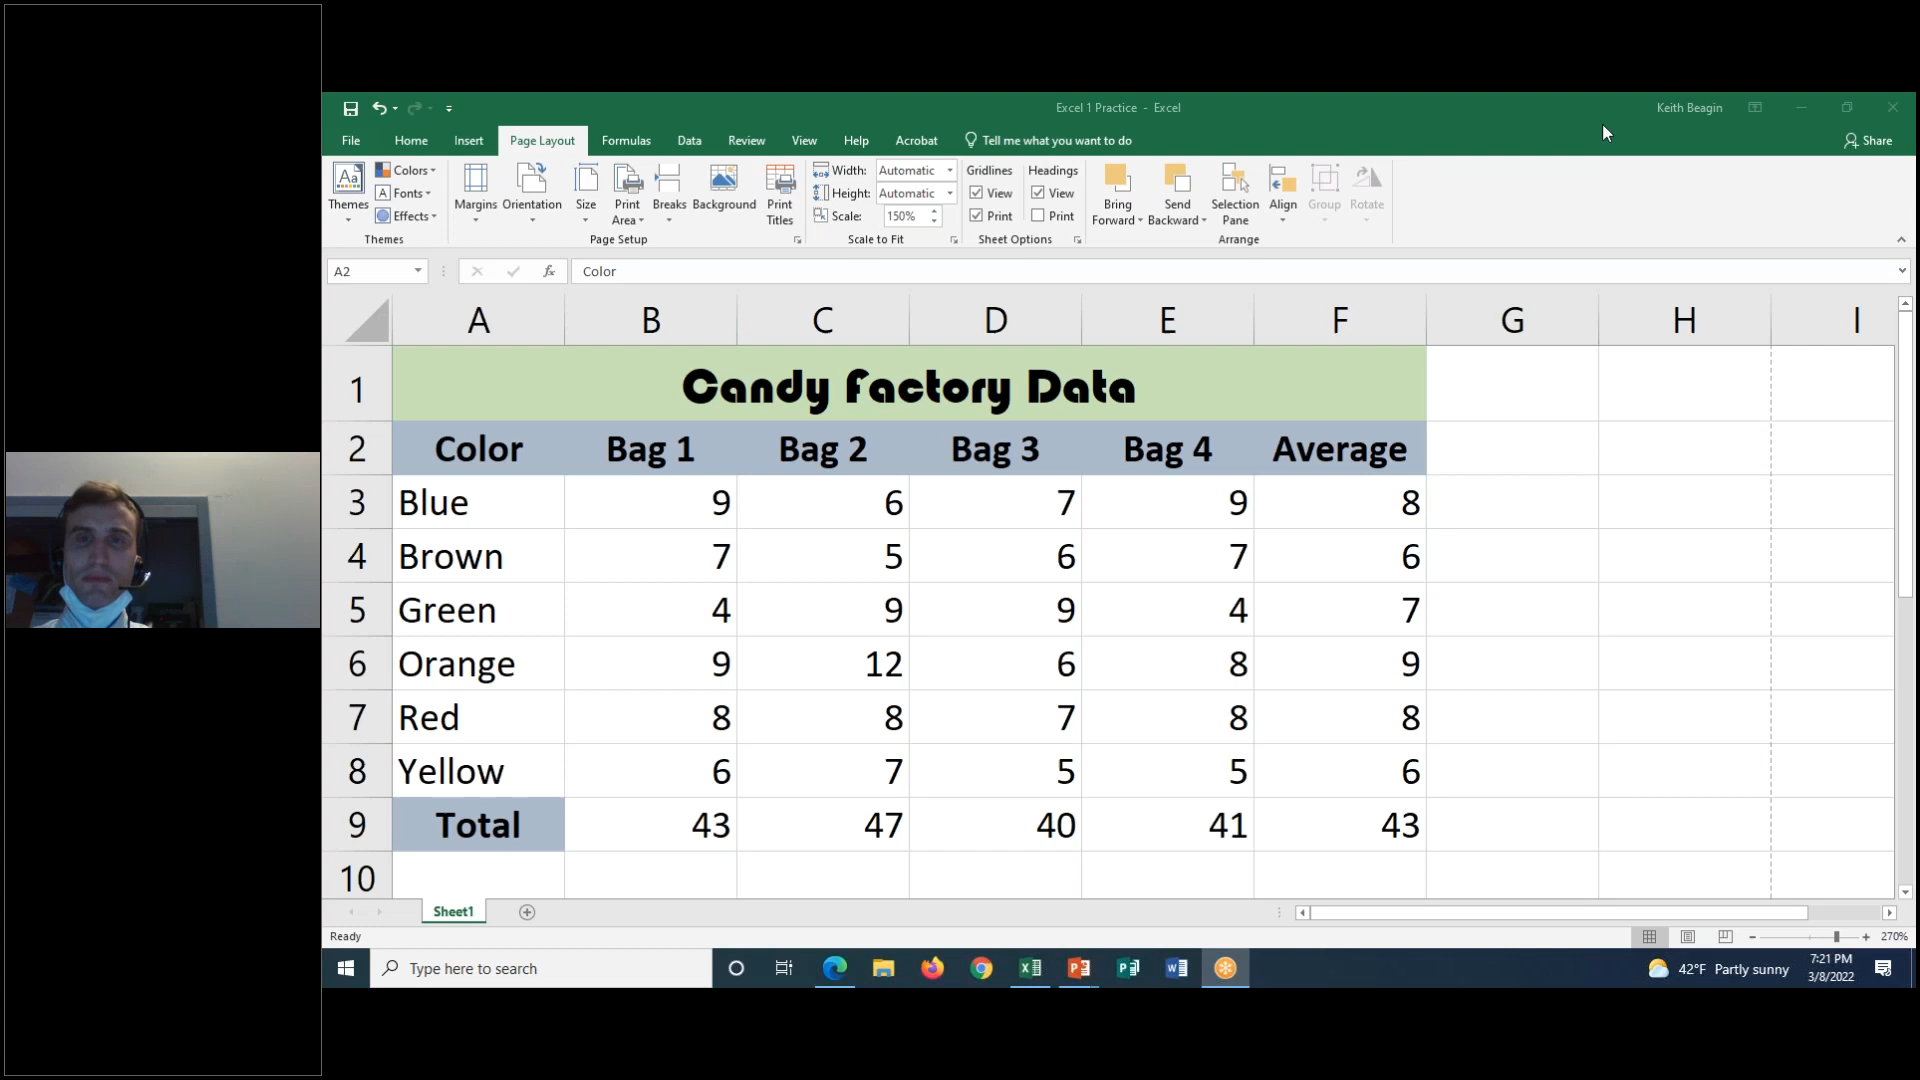 Excel 1 Practice - Excel
Keith Beagin
File Home Insert Page Layout Formulas Data Review View Help Acrobat Tell me what you want to do Share
Themes
Colors
Fonts
Effects
Themes
Margins Orientation Size Print Area Breaks Background Print Titles
Page Setup
Width: Automatic
Height: Automatic
Scale: 150%
Scale to Fit
Gridlines Headings
View View
Print Print
Sheet Options
Bring Forward Send Backward Selection Pane Align Group Rotate
Arrange
A2 fx Color
A B C D E F G H I
1 Candy Factory Data
2 Color Bag 1 Bag 2 Bag 3 Bag 4 Average
3 Blue 9 6 7 9 8
4 Brown 7 5 6 7 6
5 Green 4 9 9 4 7
6 Orange 9 12 6 8 9
7 Red 8 8 7 8 8
8 Yellow 6 7 5 5 6
9 Total 43 47 40 41 43
10
Sheet1
Ready
270%
Type here to search
42°F Partly sunny
7:21 PM
3/8/2022